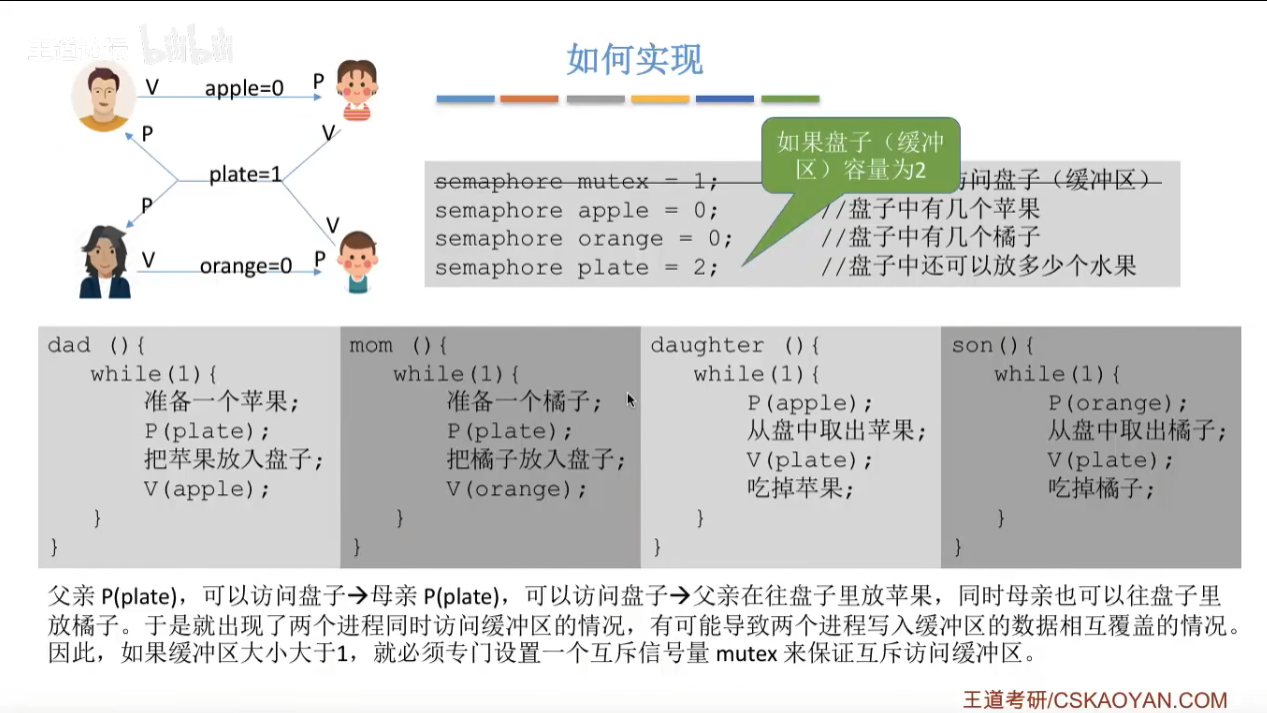 王道论坛 bilibili
如何实现
V apple=0 P
P V
plate=1
P V
V orange=0 P
如果盘子(缓冲
区)容量为2
semaphore mutex = 1; 访问盘子(缓冲区)
semaphore apple = 0; //盘子中有几个苹果
semaphore orange = 0; //盘子中有几个橘子
semaphore plate = 2; //盘子中还可以放多少个水果
dad (){
while(1){
准备一个苹果;
P(plate);
把苹果放入盘子;
V(apple);
}
}
mom (){
while(1){
准备一个橘子;
P(plate);
把橘子放入盘子;
V(orange);
}
}
daughter (){
while(1){
P(apple);
从盘中取出苹果;
V(plate);
吃掉苹果;
}
}
son(){
while(1){
P(orange);
从盘中取出橘子;
V(plate);
吃掉橘子;
}
}
父亲 P(plate),可以访问盘子→母亲 P(plate),可以访问盘子→父亲在往盘子里放苹果,同时母亲也可以往盘子里
放橘子。于是就出现了两个进程同时访问缓冲区的情况,有可能导致两个进程写入缓冲区的数据相互覆盖的情况。
因此,如果缓冲区大小大于1,就必须专门设置一个互斥信号量 mutex 来保证互斥访问缓冲区。
王道考研/CSKAOYAN.COM